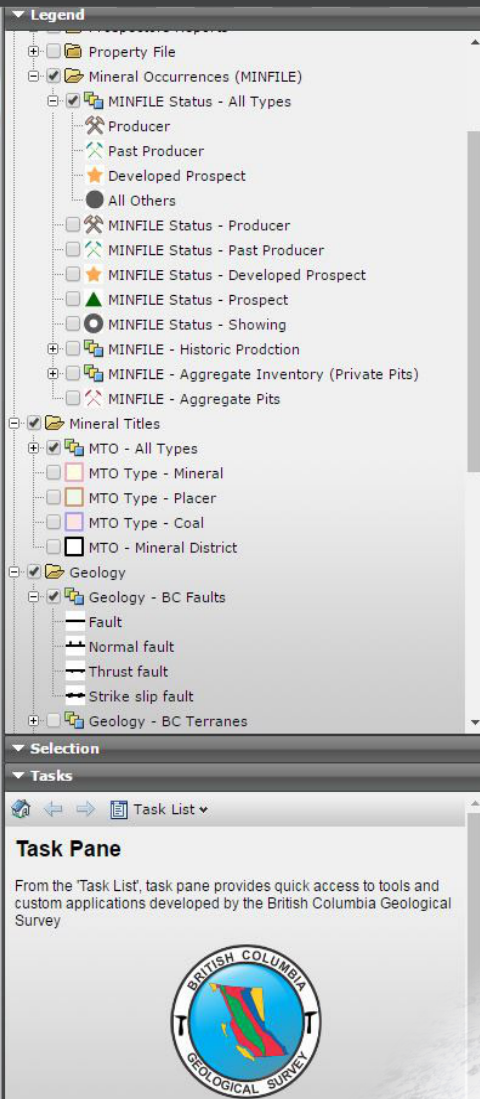 Legend
Prospectors Reports
Property File
Mineral Occurrences (MINFILE)
MINFILE Status - All Types
Producer
Past Producer
Developed Prospect
All Others
MINFILE Status - Producer
MINFILE Status - Past Producer
MINFILE Status - Developed Prospect
MINFILE Status - Prospect
MINFILE Status - Showing
MINFILE - Historic Prodction
MINFILE - Aggregate Inventory (Private Pits)
MINFILE - Aggregate Pits
Mineral Titles
MTO - All Types
MTO Type - Mineral
MTO Type - Placer
MTO Type - Coal
MTO - Mineral District
Geology
Geology - BC Faults
Fault
Normal fault
Thrust fault
Strike slip fault
Geology - BC Terranes
Selection
Tasks
Task List
Task Pane
From the 'Task List', task pane provides quick access to tools and
custom applications developed by the British Columbia Geological
Survey
BRITISH COLUMBIA
GEOLOGICAL SURVEY